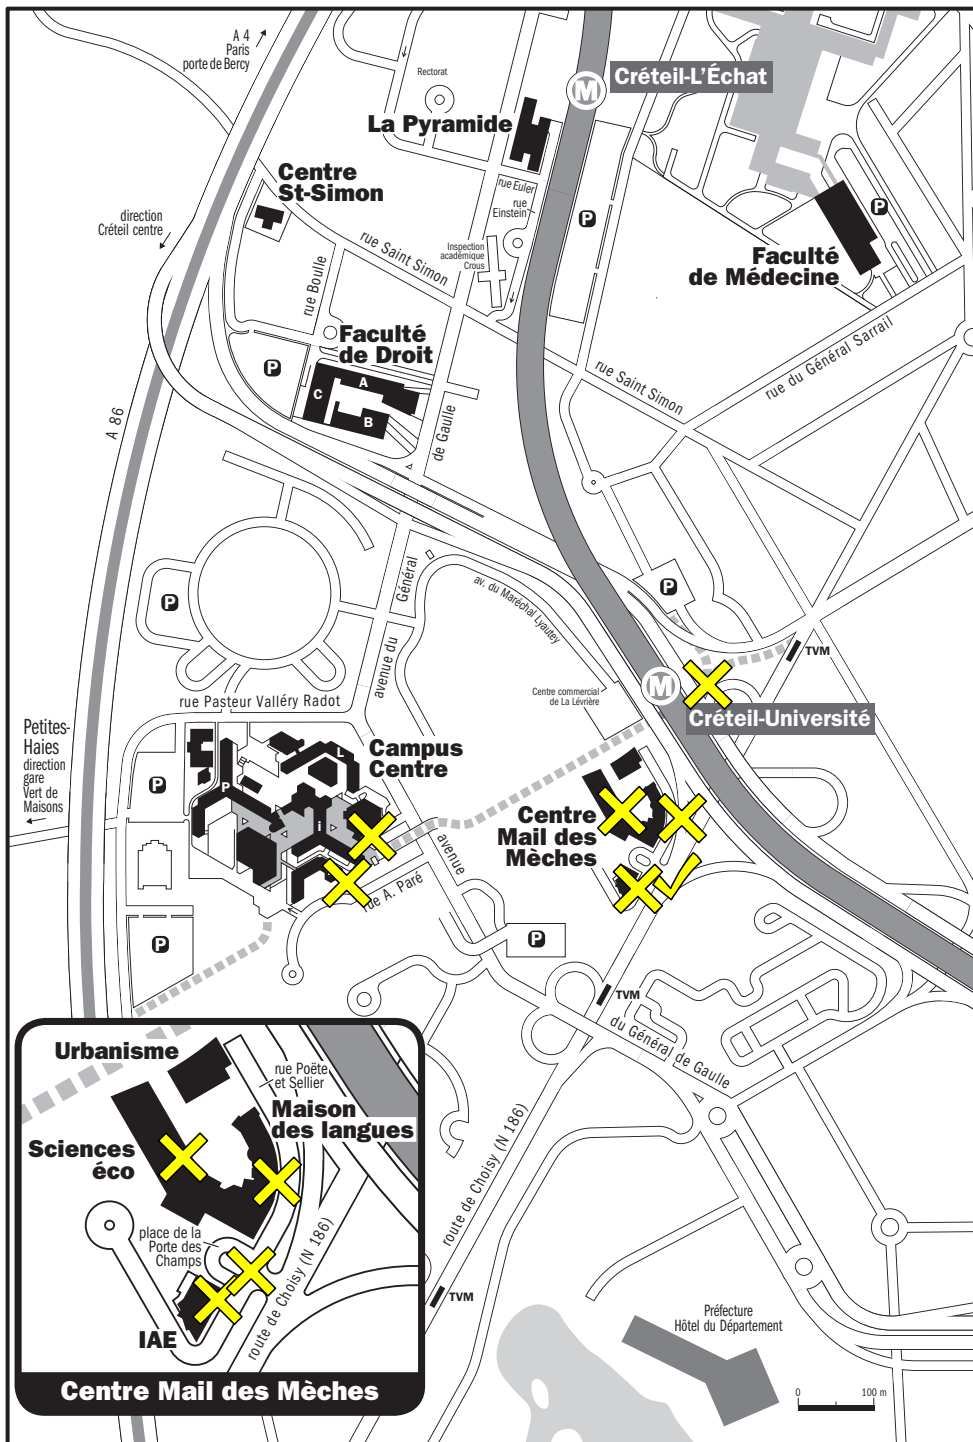 A 4
Paris
porte de Bercy
Rectorat
M
Créteil-L'Échat
La Pyramide
Centre
St-Simon
rue Euler
rue
Einstein
P
P
direction
Créteil centre
rue Saint Simon
Inspection
académique
Crous
Faculté
de Médecine
rue Boulle
Faculté
de Droit
P
A
C
B
rue Saint Simon
rue du Général Sarrail
A 86
de Gaulle
Général
avenue du
av. du Maréchal Lyautey
P
P
TVM
M
Créteil-Université
Centre commercial
de La Lévrière
rue Pasteur Valléry Radot
Petites-
Haies
direction
gare
Vert de
Maisons
P
Campus
Centre
L
P
i
Centre
Mail des
Mèches
avenue
rue A. Paré
P
P
TVM
du Général de Gaulle
route de Choisy (N 186)
TVM
Urbanisme
rue Poëte
et Sellier
Maison
des langues
Sciences
éco
place de la
Porte des
Champs
route de Choisy (N 186)
IAE
Centre Mail des Mèches
Préfecture
Hôtel du Département
0 100 m